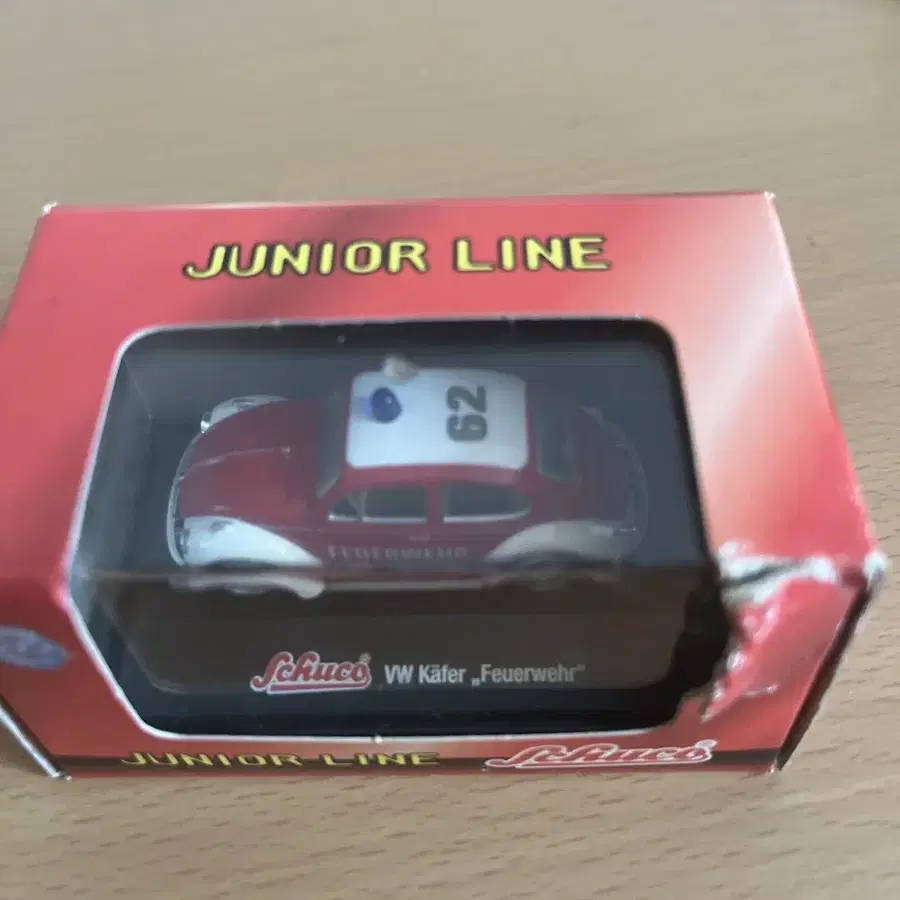 JUNIOR LINE
62
FEUERWEHR
Schuco® VW Käfer „Feuerwehr"
JUNIOR LINE Schuco®